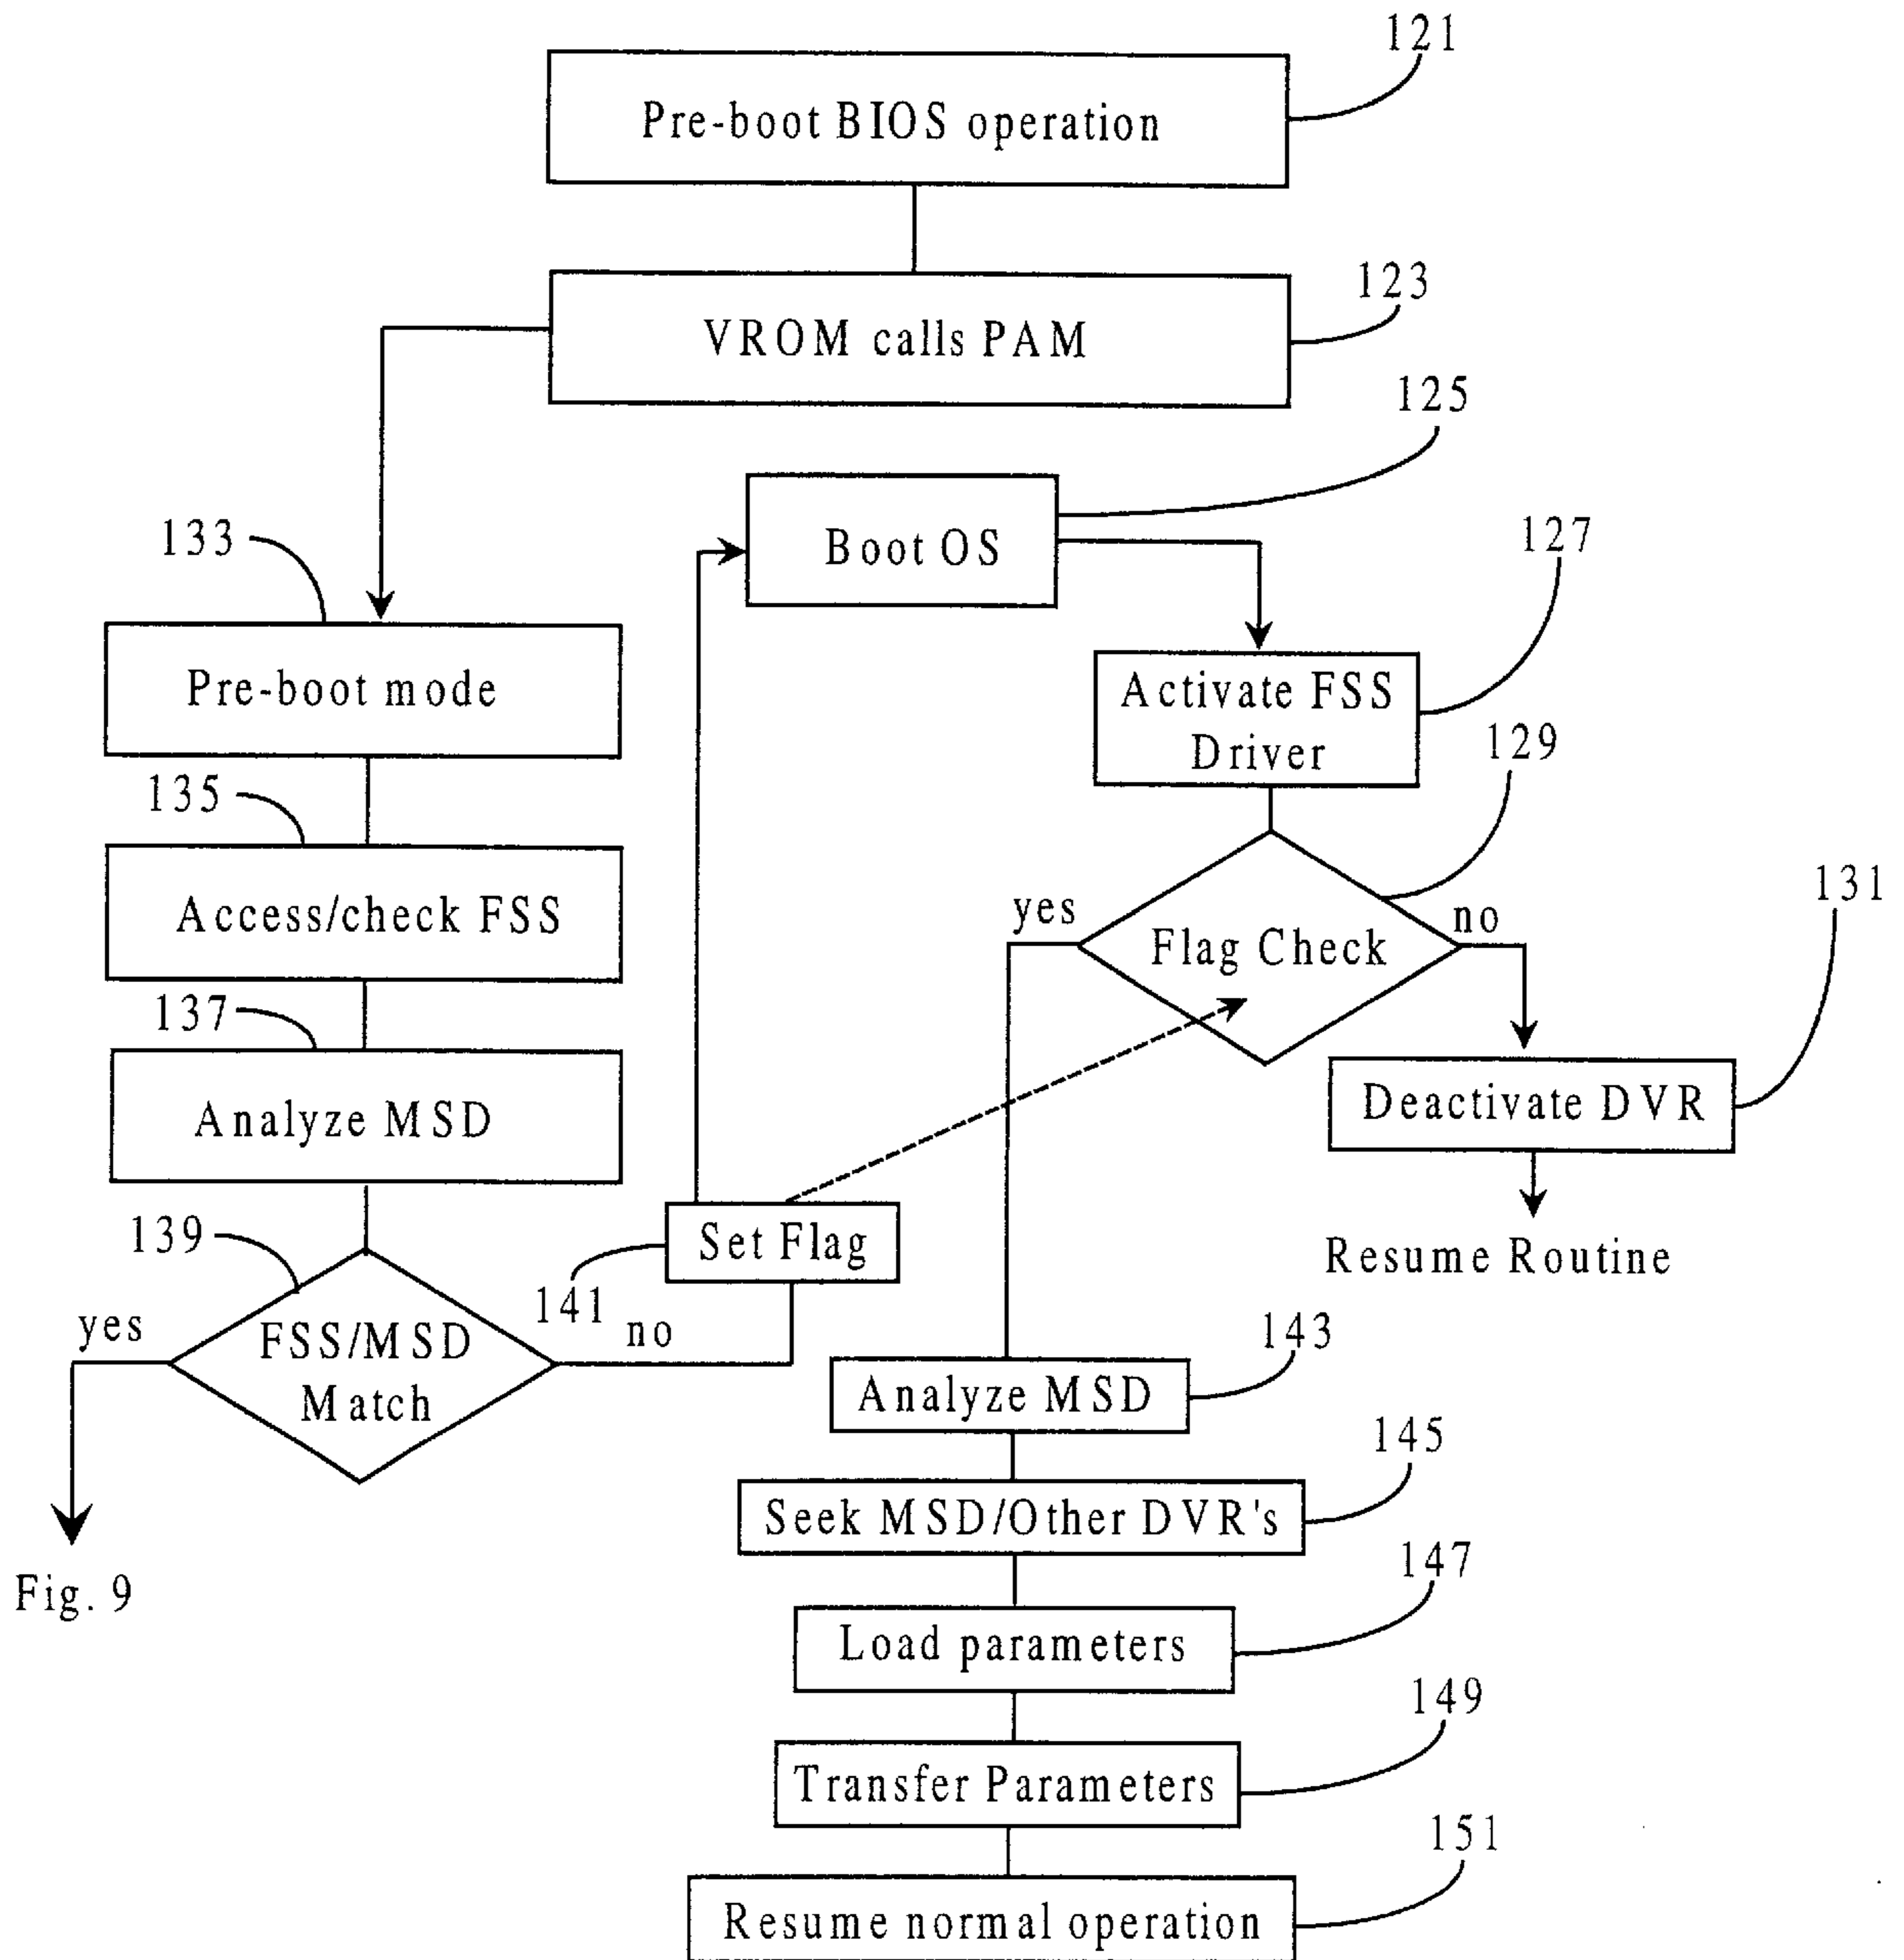 121
Pre-boot BIOS operation
123
VROM calls PAM
125
Boot OS
133
127
Pre-boot mode
Activate FSS
Driver
129
135
131
Access/check FSS
yes
Flag Check
no
137
Analyze MSD
Deactivate DVR
139
Set Flag
Resume Routine
141
yes
FSS/MSD
Match
no
143
Analyze MSD
145
Seek MSD/Other DVR's
147
Fig. 9
Load parameters
149
Transfer Parameters
151
Resume normal operation